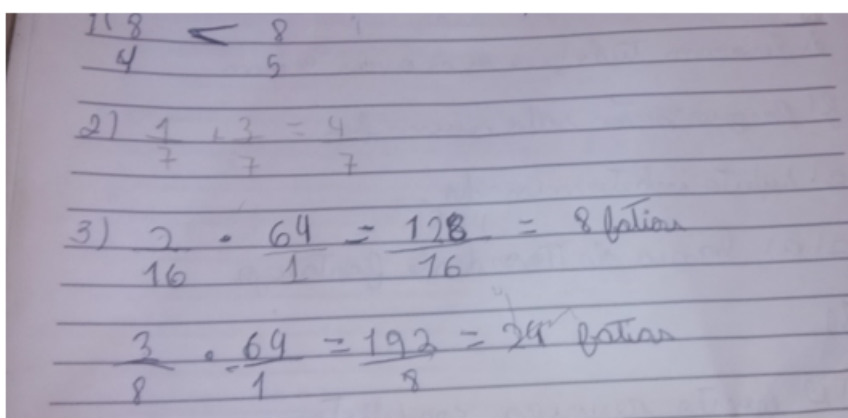 1) 8/4 < 8/5
2) 1/7 + 3/7 = 4/7
3) 2/16 · 64/1 = 128/16 = 8 fatias
3/8 · 64/1 = 192/8 = 24 fatias